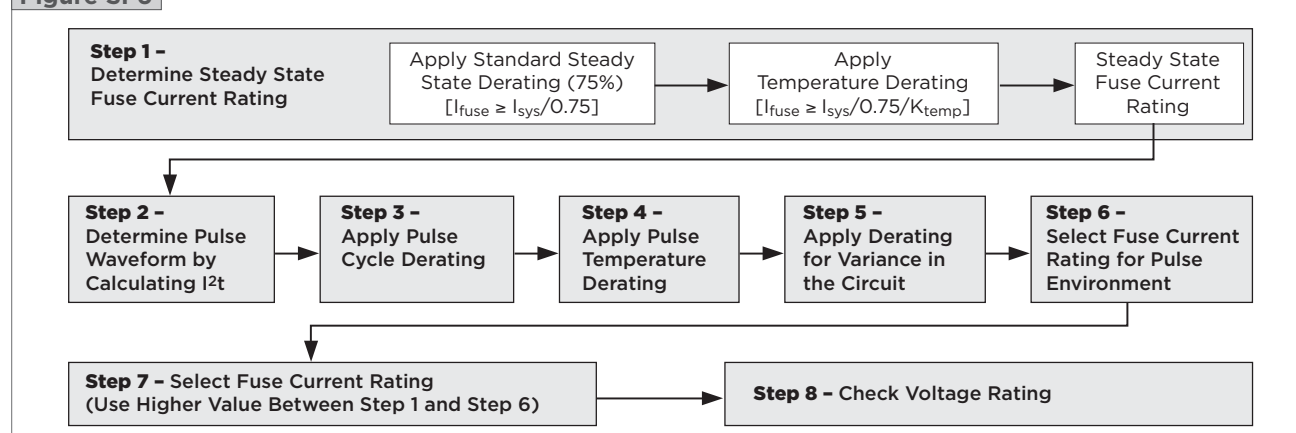 Step 1 –
Determine Steady State
Fuse Current Rating
Apply Standard Steady
State Derating (75%)
[Ifuse ≥ Isys/0.75]
Apply
Temperature Derating
[Ifuse ≥ Isys/0.75/Ktemp]
Steady State
Fuse Current
Rating
Step 2 –
Determine Pulse
Waveform by
Calculating I²t
Step 3 –
Apply Pulse
Cycle Derating
Step 4 –
Apply Pulse
Temperature
Derating
Step 5 –
Apply Derating
for Variance in
the Circuit
Step 6 –
Select Fuse Current
Rating for Pulse
Environment
Step 7 – Select Fuse Current Rating
(Use Higher Value Between Step 1 and Step 6)
Step 8 – Check Voltage Rating